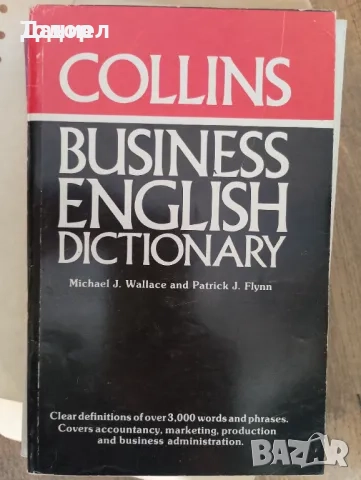 COLLINS
BUSINESS
ENGLISH
DICTIONARY
Michael J. Wallace and Patrick J. Flynn
Clear definitions of over 3,000 words and phrases.
Covers accountancy, marketing, production
and business administration.
BAZAR